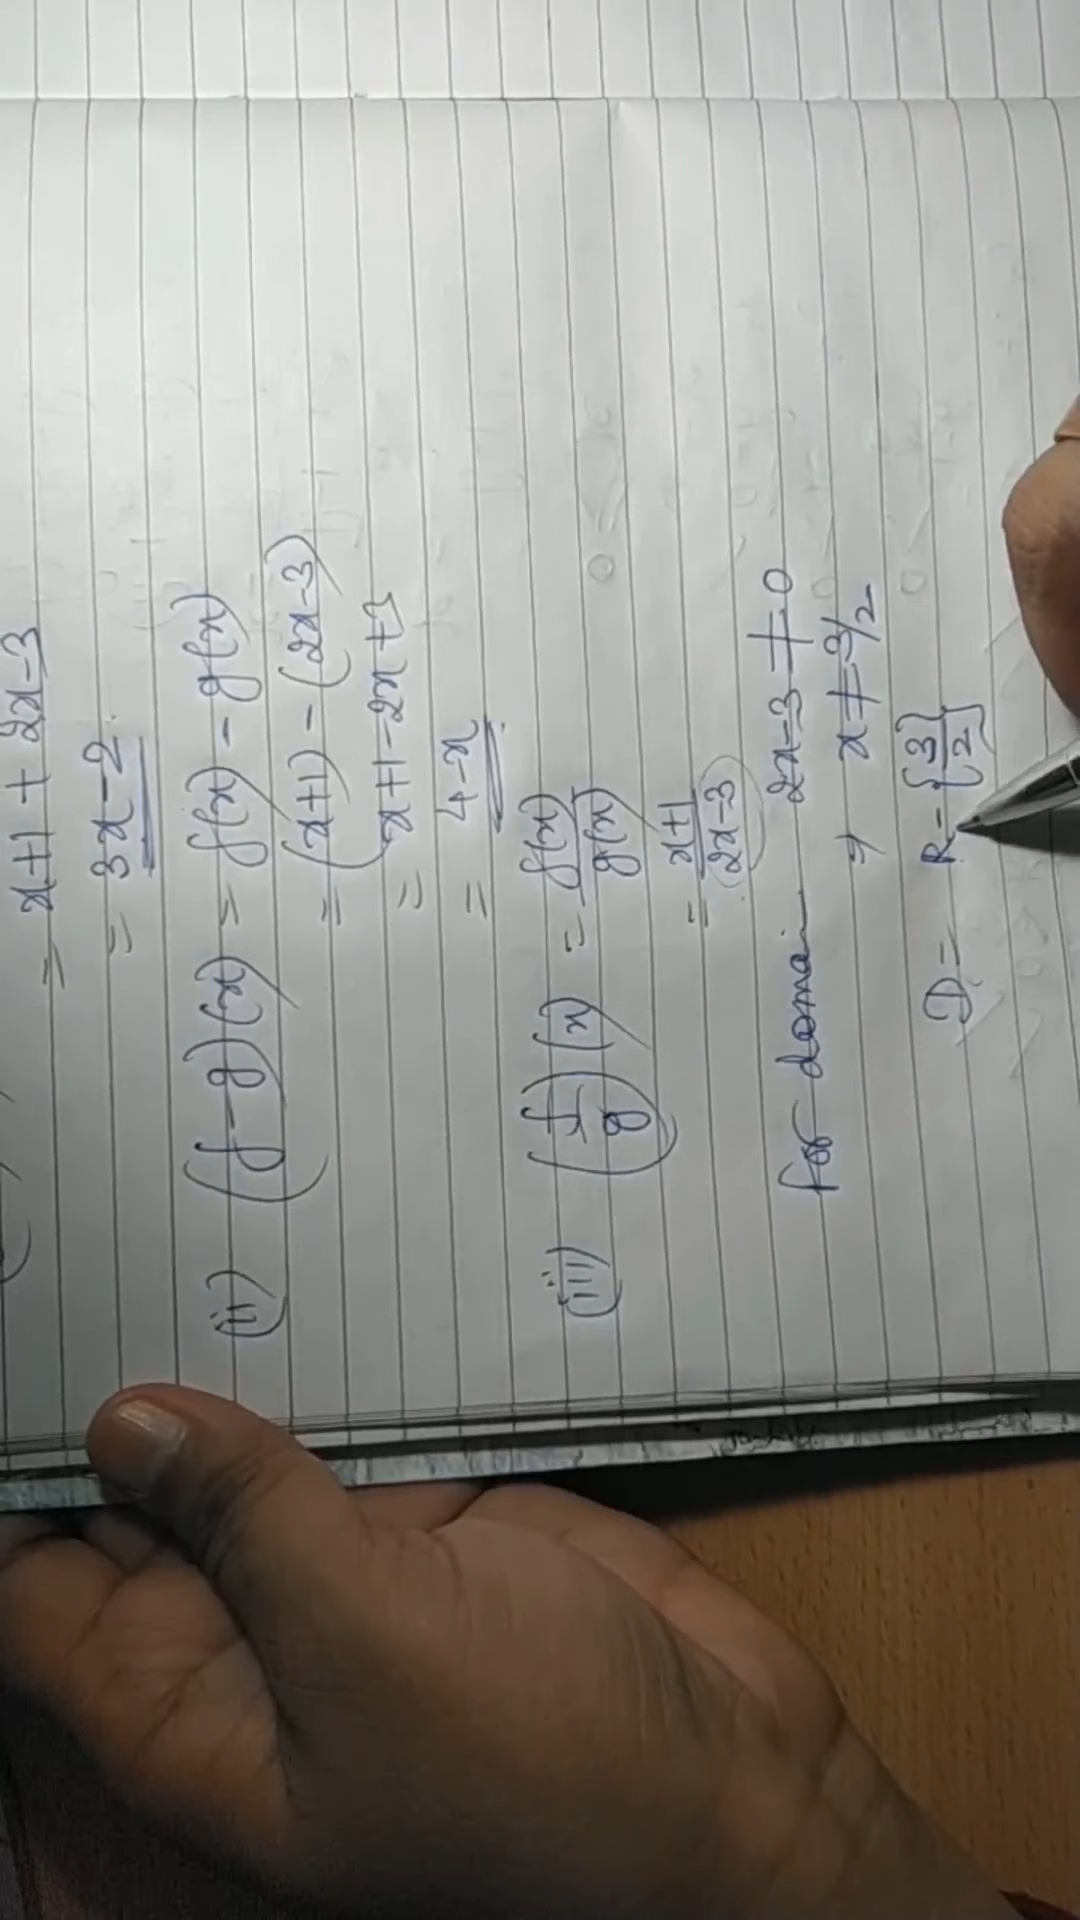 = x+1 + 2x-3
= 3x-2
(ii) (f-g)(x) = f(x) - g(x)
= (x+1) - (2x-3)
= x+1-2x+3
= 4-x
(iii) (f/g)(x) = f(x)/g(x)
= x+1/2x-3
for domain 2x-3 ≠ 0
⇒ x ≠ 3/2
D = R - {3/2}